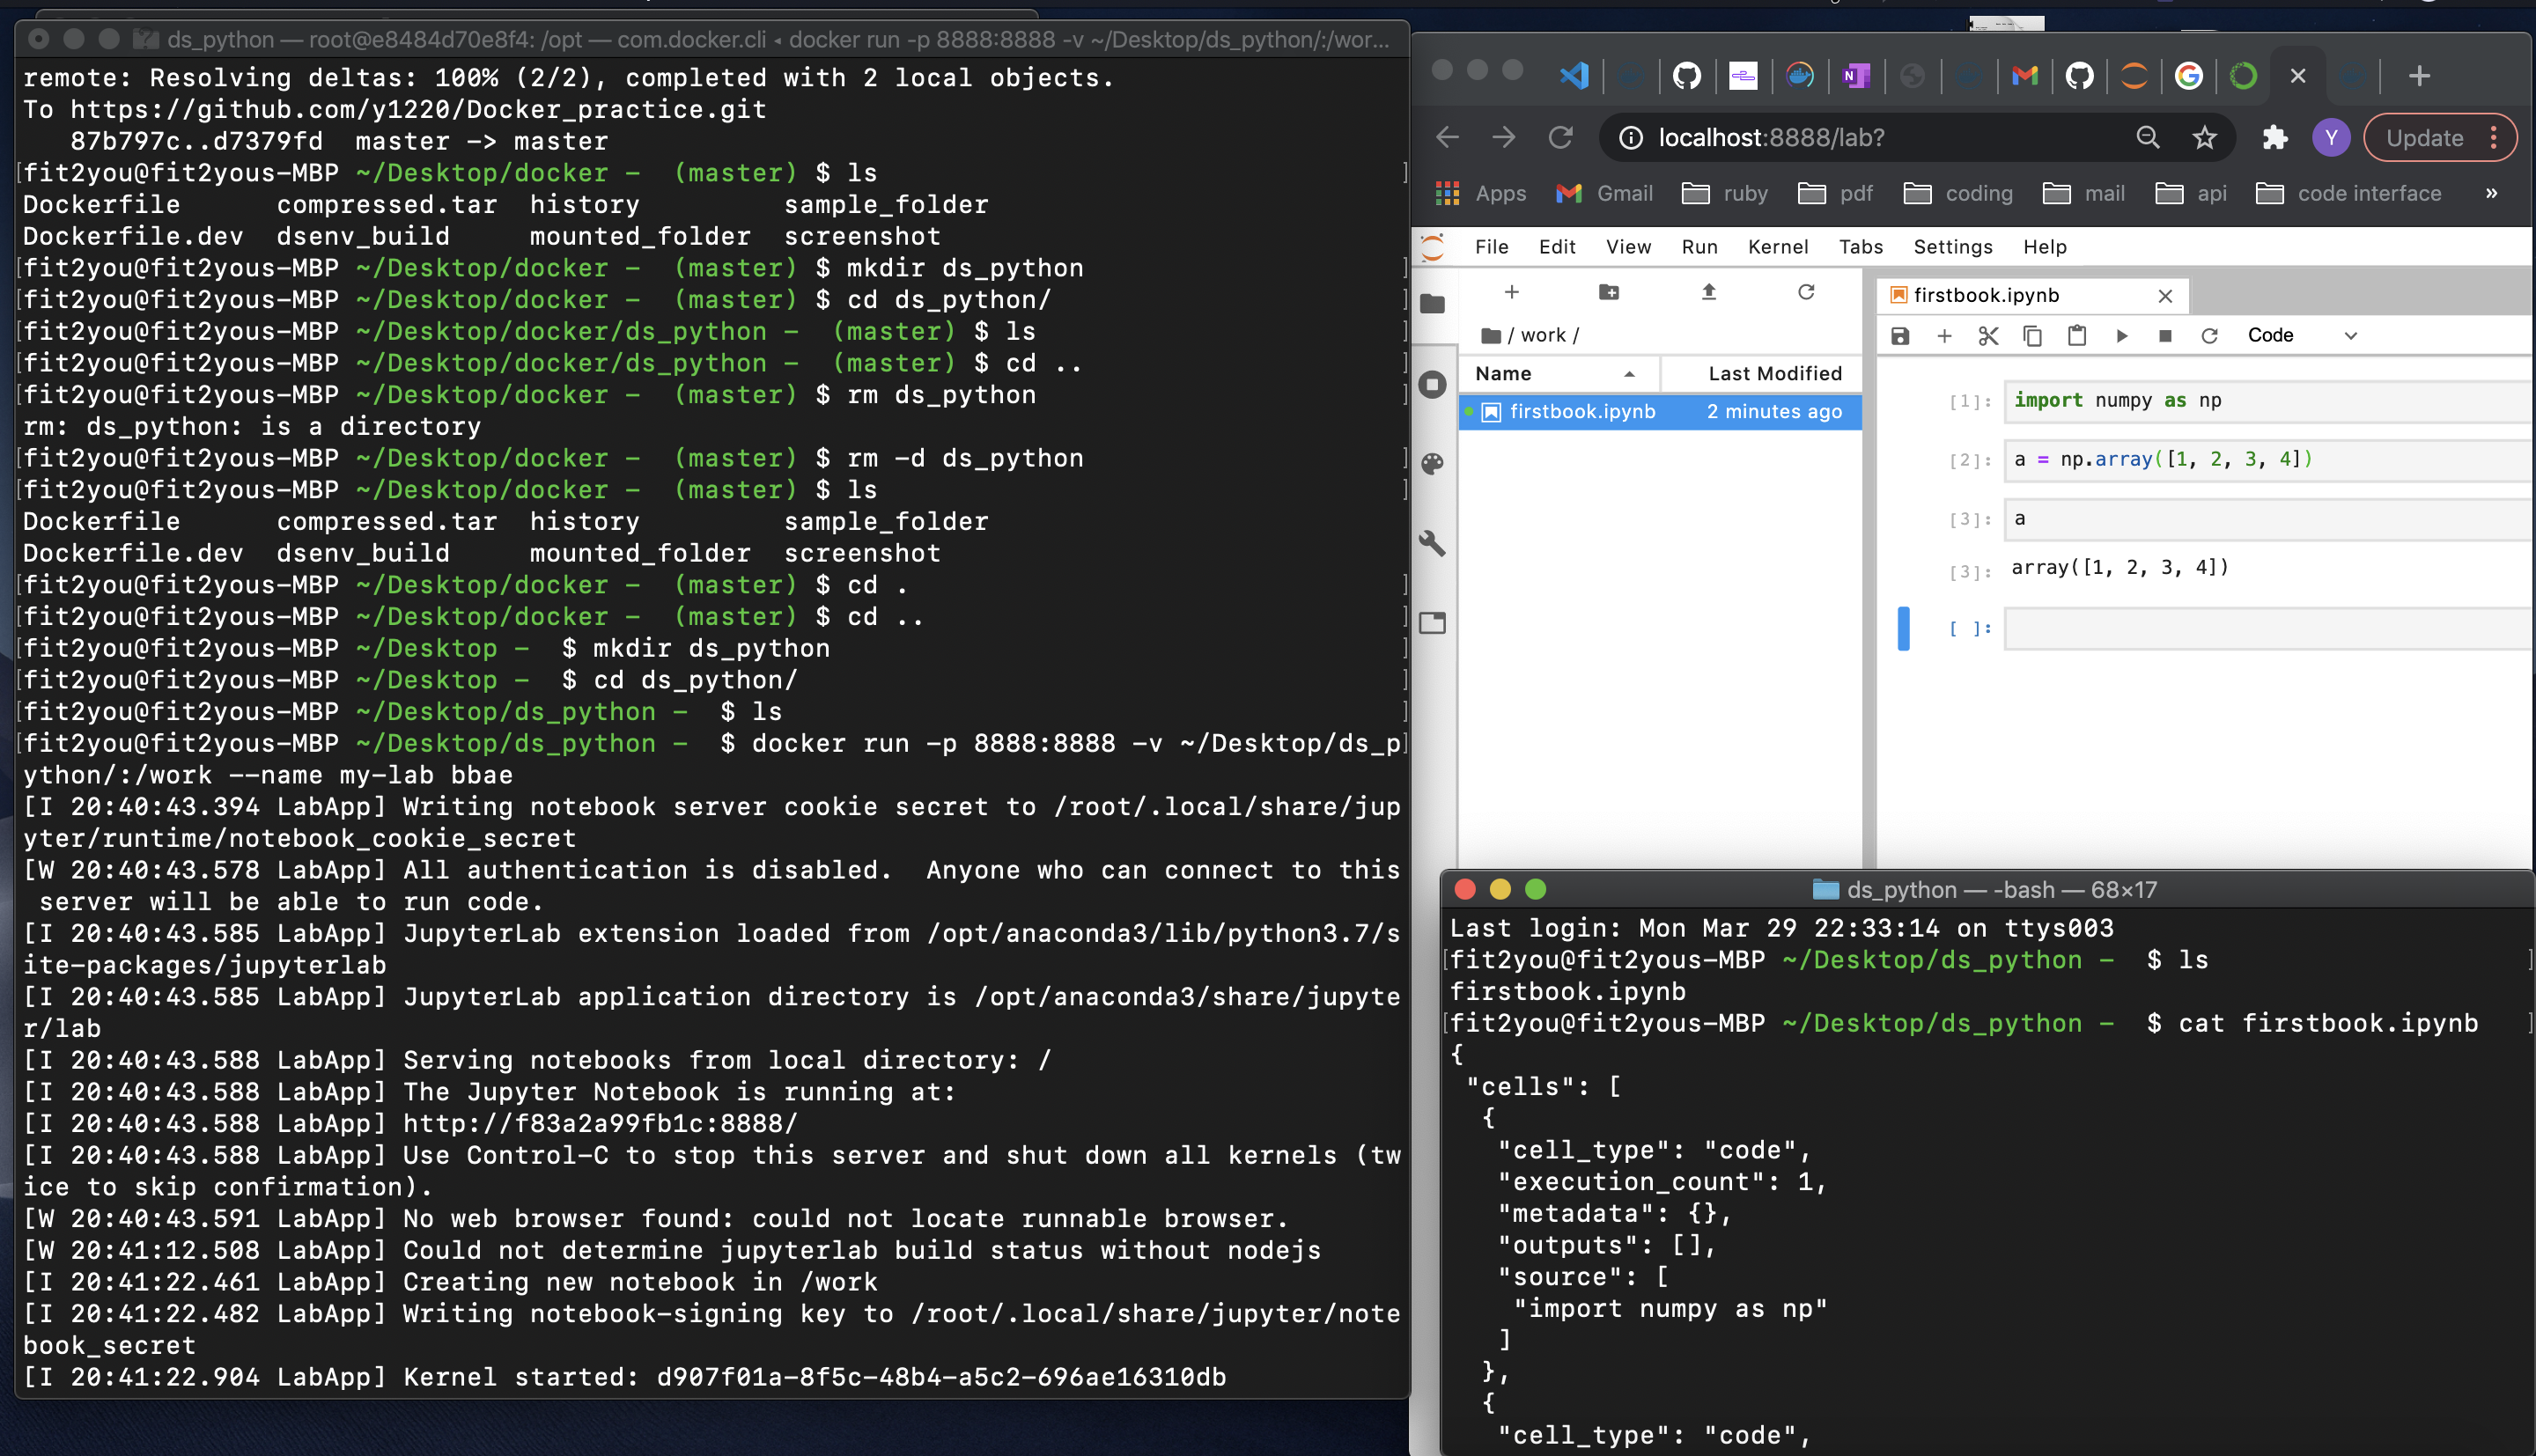 ds_python — root@e8484d70e8f4: /opt — com.docker.cli ◂ docker run -p 8888:8888 -v ~/Desktop/ds_python/:/wor...
remote: Resolving deltas: 100% (2/2), completed with 2 local objects.
To https://github.com/y1220/Docker_practice.git
   87b797c..d7379fd  master -> master
[fit2you@fit2yous-MBP ~/Desktop/docker -  (master) $ ls ]
Dockerfile      compressed.tar  history         sample_folder
Dockerfile.dev  dsenv_build     mounted_folder  screenshot
[fit2you@fit2yous-MBP ~/Desktop/docker -  (master) $ mkdir ds_python ]
[fit2you@fit2yous-MBP ~/Desktop/docker -  (master) $ cd ds_python/ ]
[fit2you@fit2yous-MBP ~/Desktop/docker/ds_python -  (master) $ ls ]
[fit2you@fit2yous-MBP ~/Desktop/docker/ds_python -  (master) $ cd .. ]
[fit2you@fit2yous-MBP ~/Desktop/docker -  (master) $ rm ds_python ]
rm: ds_python: is a directory
[fit2you@fit2yous-MBP ~/Desktop/docker -  (master) $ rm -d ds_python ]
[fit2you@fit2yous-MBP ~/Desktop/docker -  (master) $ ls ]
Dockerfile      compressed.tar  history         sample_folder
Dockerfile.dev  dsenv_build     mounted_folder  screenshot
[fit2you@fit2yous-MBP ~/Desktop/docker -  (master) $ cd . ]
[fit2you@fit2yous-MBP ~/Desktop/docker -  (master) $ cd .. ]
[fit2you@fit2yous-MBP ~/Desktop -  $ mkdir ds_python ]
[fit2you@fit2yous-MBP ~/Desktop -  $ cd ds_python/ ]
[fit2you@fit2yous-MBP ~/Desktop/ds_python -  $ ls ]
[fit2you@fit2yous-MBP ~/Desktop/ds_python -  $ docker run -p 8888:8888 -v ~/Desktop/ds_p]
ython/:/work --name my-lab bbae
[I 20:40:43.394 LabApp] Writing notebook server cookie secret to /root/.local/share/jup
yter/runtime/notebook_cookie_secret
[W 20:40:43.578 LabApp] All authentication is disabled.  Anyone who can connect to this
 server will be able to run code.
[I 20:40:43.585 LabApp] JupyterLab extension loaded from /opt/anaconda3/lib/python3.7/s
ite-packages/jupyterlab
[I 20:40:43.585 LabApp] JupyterLab application directory is /opt/anaconda3/share/jupyte
r/lab
[I 20:40:43.588 LabApp] Serving notebooks from local directory: /
[I 20:40:43.588 LabApp] The Jupyter Notebook is running at:
[I 20:40:43.588 LabApp] http://f83a2a99fb1c:8888/
[I 20:40:43.588 LabApp] Use Control-C to stop this server and shut down all kernels (tw
ice to skip confirmation).
[W 20:40:43.591 LabApp] No web browser found: could not locate runnable browser.
[W 20:41:12.508 LabApp] Could not determine jupyterlab build status without nodejs
[I 20:41:22.461 LabApp] Creating new notebook in /work
[I 20:41:22.482 LabApp] Writing notebook-signing key to /root/.local/share/jupyter/note
book_secret
[I 20:41:22.904 LabApp] Kernel started: d907f01a-8f5c-48b4-a5c2-696ae16310db
localhost:8888/lab?
Y
Update
Apps Gmail ruby pdf coding mail api code interface »
File Edit View Run Kernel Tabs Settings Help
/ work /
Name Last Modified
firstbook.ipynb 2 minutes ago
firstbook.ipynb
Code
[1]: import numpy as np
[2]: a = np.array([1, 2, 3, 4])
[3]: a
[3]: array([1, 2, 3, 4])
[ ]:
ds_python — -bash — 68×17
Last login: Mon Mar 29 22:33:14 on ttys003
[fit2you@fit2yous-MBP ~/Desktop/ds_python -  $ ls ]
firstbook.ipynb
[fit2you@fit2yous-MBP ~/Desktop/ds_python -  $ cat firstbook.ipynb ]
{
 "cells": [
  {
   "cell_type": "code",
   "execution_count": 1,
   "metadata": {},
   "outputs": [],
   "source": [
    "import numpy as np"
   ]
  },
  {
   "cell_type": "code",